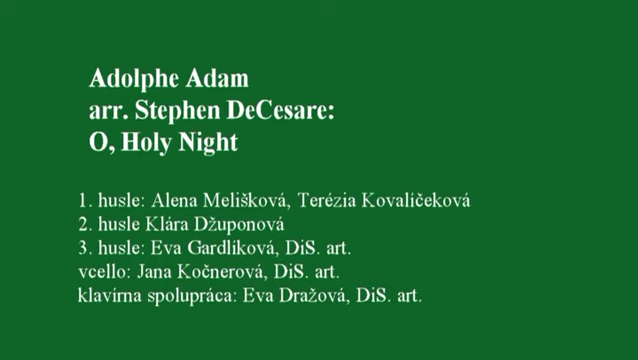 Adolphe Adam
arr. Stephen DeCesare:
O, Holy Night
1. husle: Alena Melišková, Terézia Kovalíčeková
2. husle Klára Džuponová
3. husle: Eva Gardlíková, DiS. art.
vcello: Jana Kočnerová, DiS. art.
klavírna spolupráca: Eva Dražová, DiS. art.